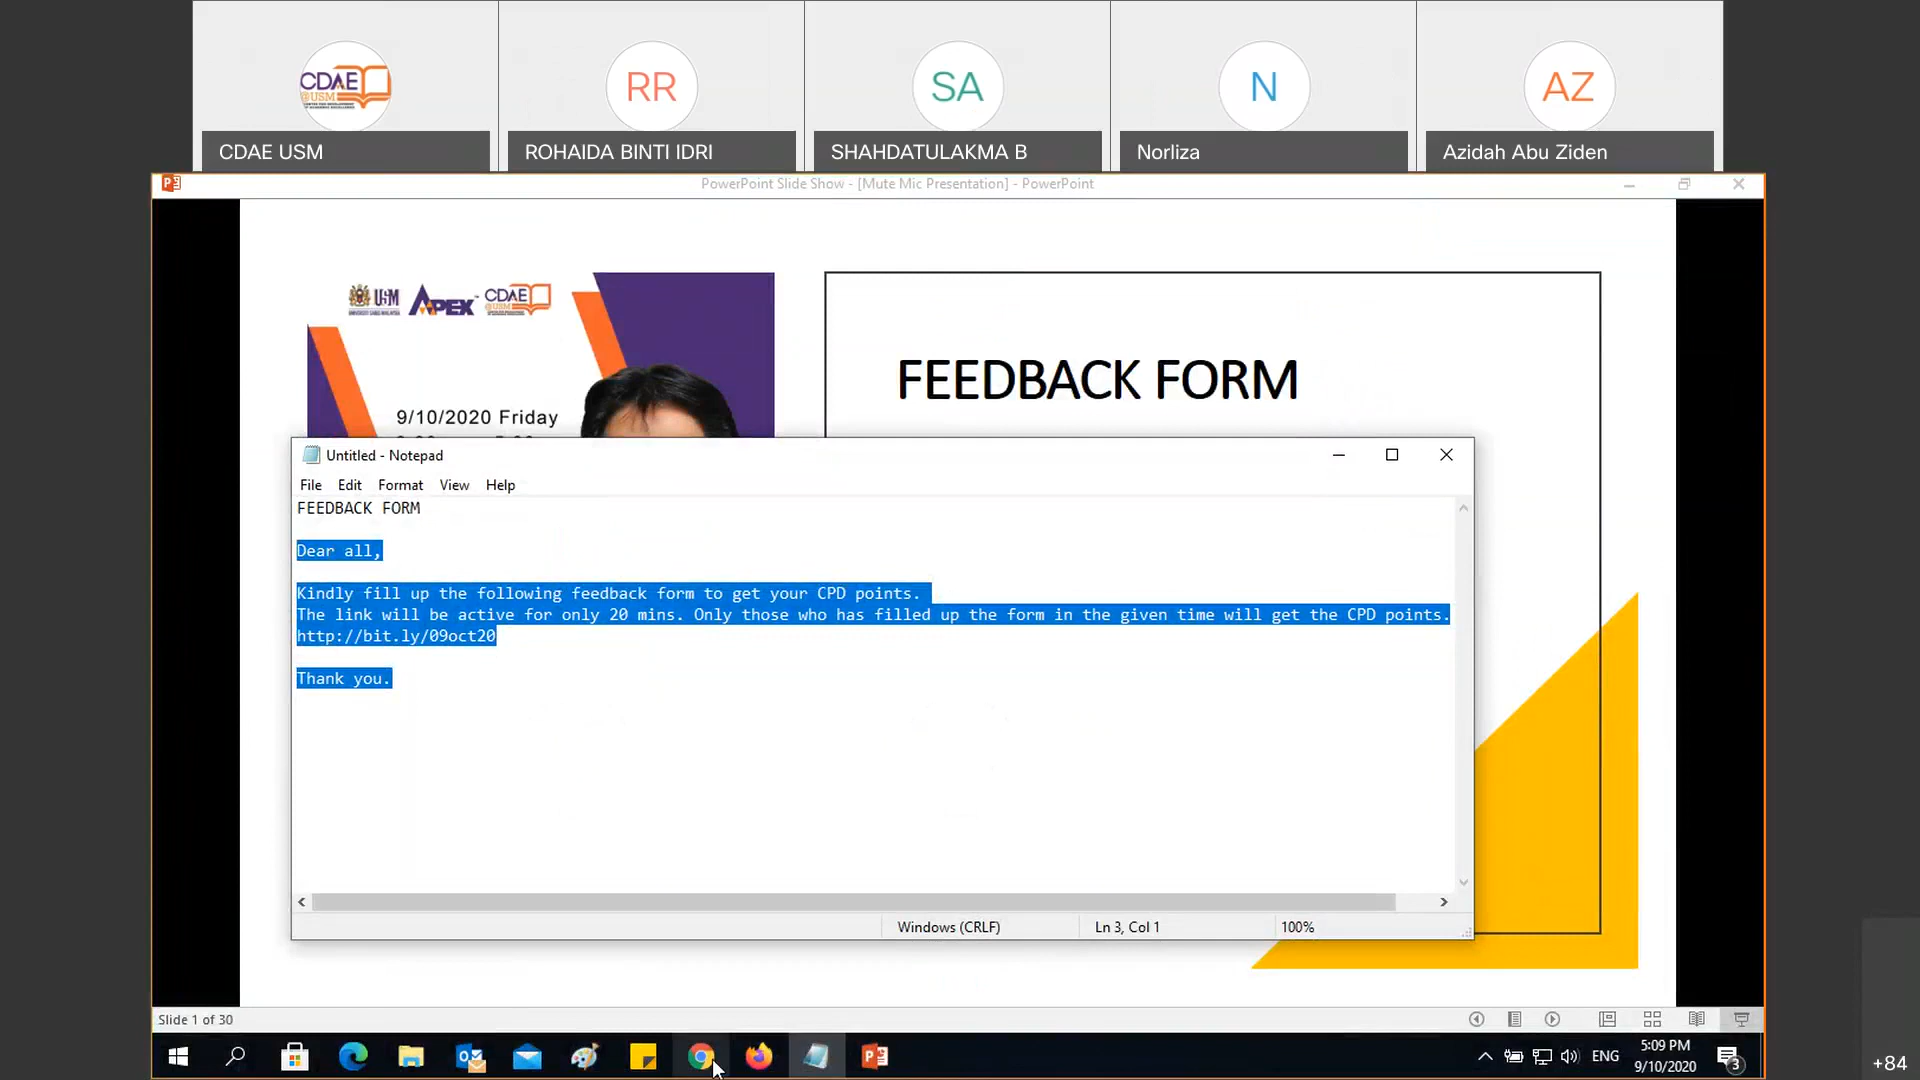 CDAE
@USM
RR
SA
N
AZ
CDAE USM
ROHAIDA BINTI IDRI
SHAHDATULAKMA B
Norliza
Azidah Abu Ziden
PowerPoint Slide Show - [Mute Mic Presentation] - PowerPoint
USM
APEX
CDAE
@USM
9/10/2020 Friday
FEEDBACK FORM
Untitled - Notepad
File Edit Format View Help
FEEDBACK FORM
Dear all,
Kindly fill up the following feedback form to get your CPD points.
The link will be active for only 20 mins. Only those who has filled up the form in the given time will get the CPD points.
http://bit.ly/09oct20
Thank you.
Windows (CRLF)
Ln 3, Col 1
100%
Slide 1 of 30
ENG
5:09 PM
9/10/2020
3
+84